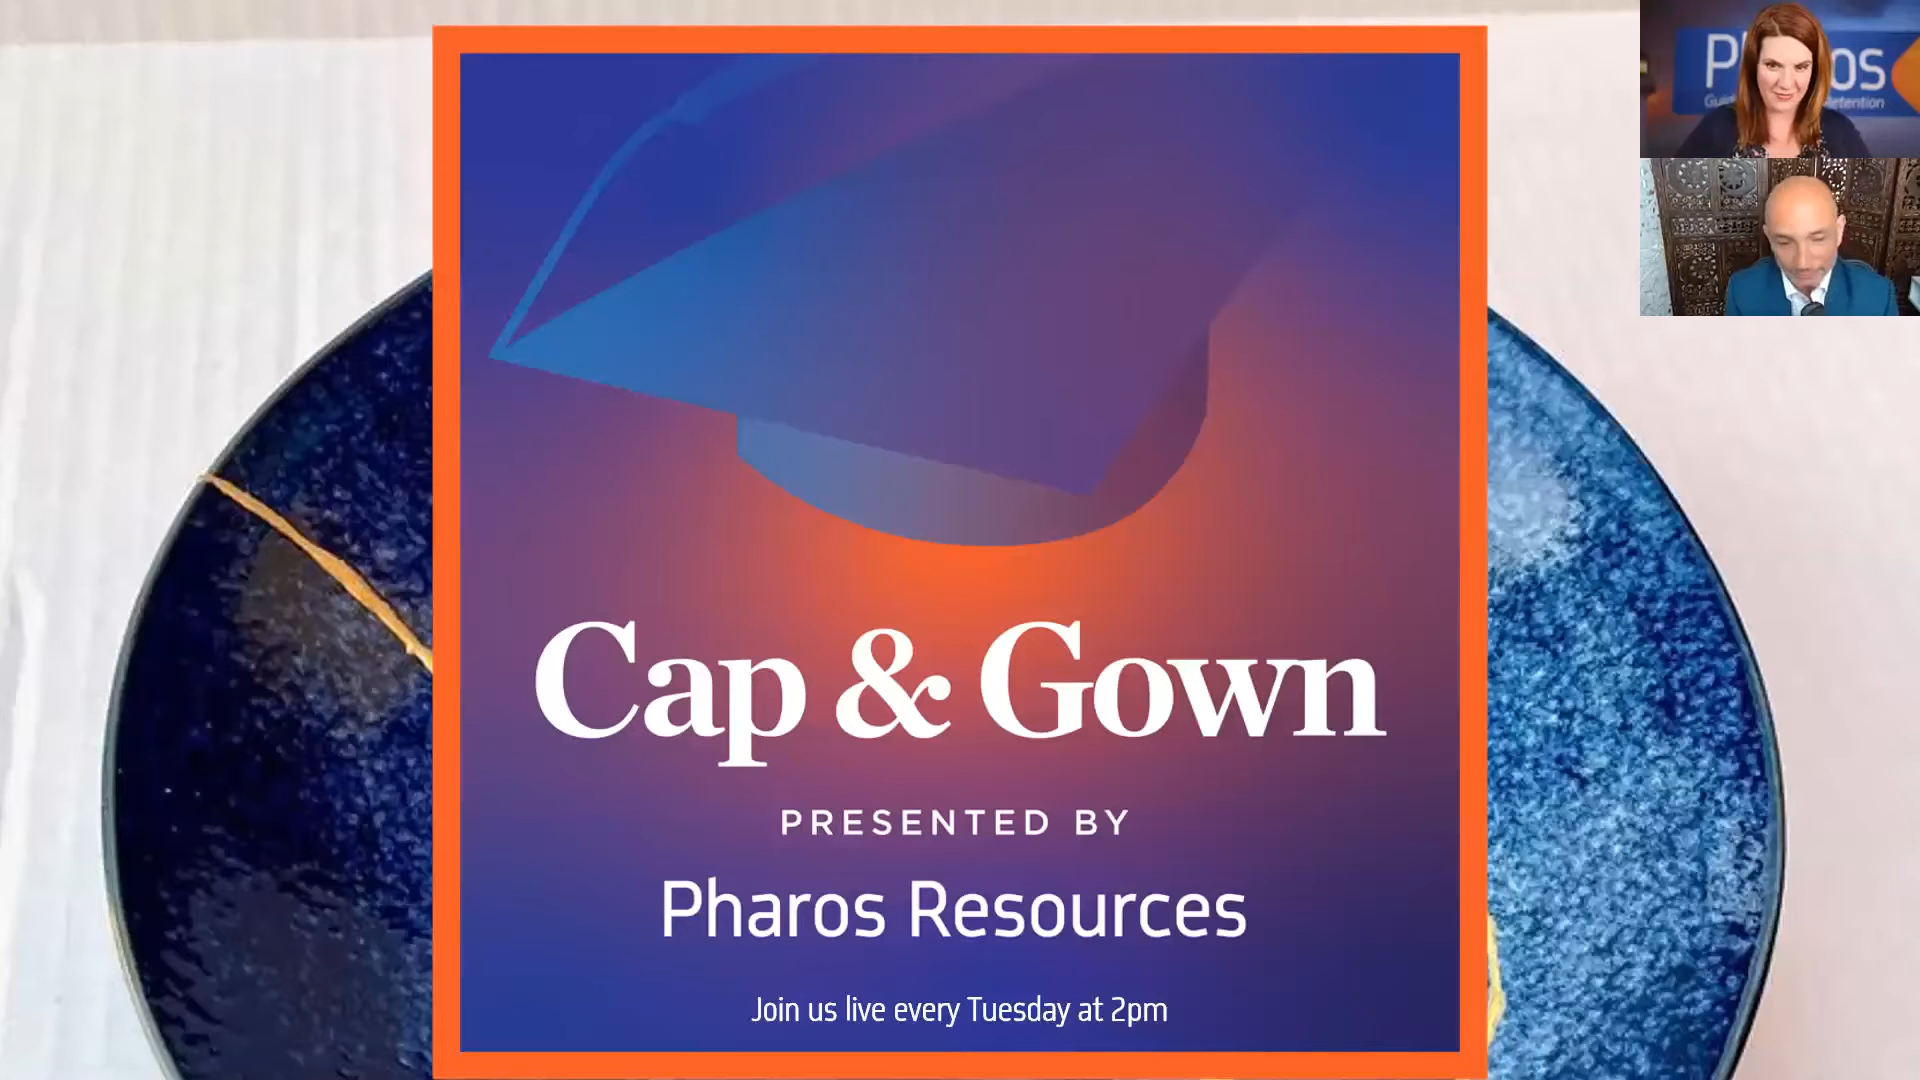 Cap & Gown
PRESENTED BY
Pharos Resources
Join us live every Tuesday at 2pm